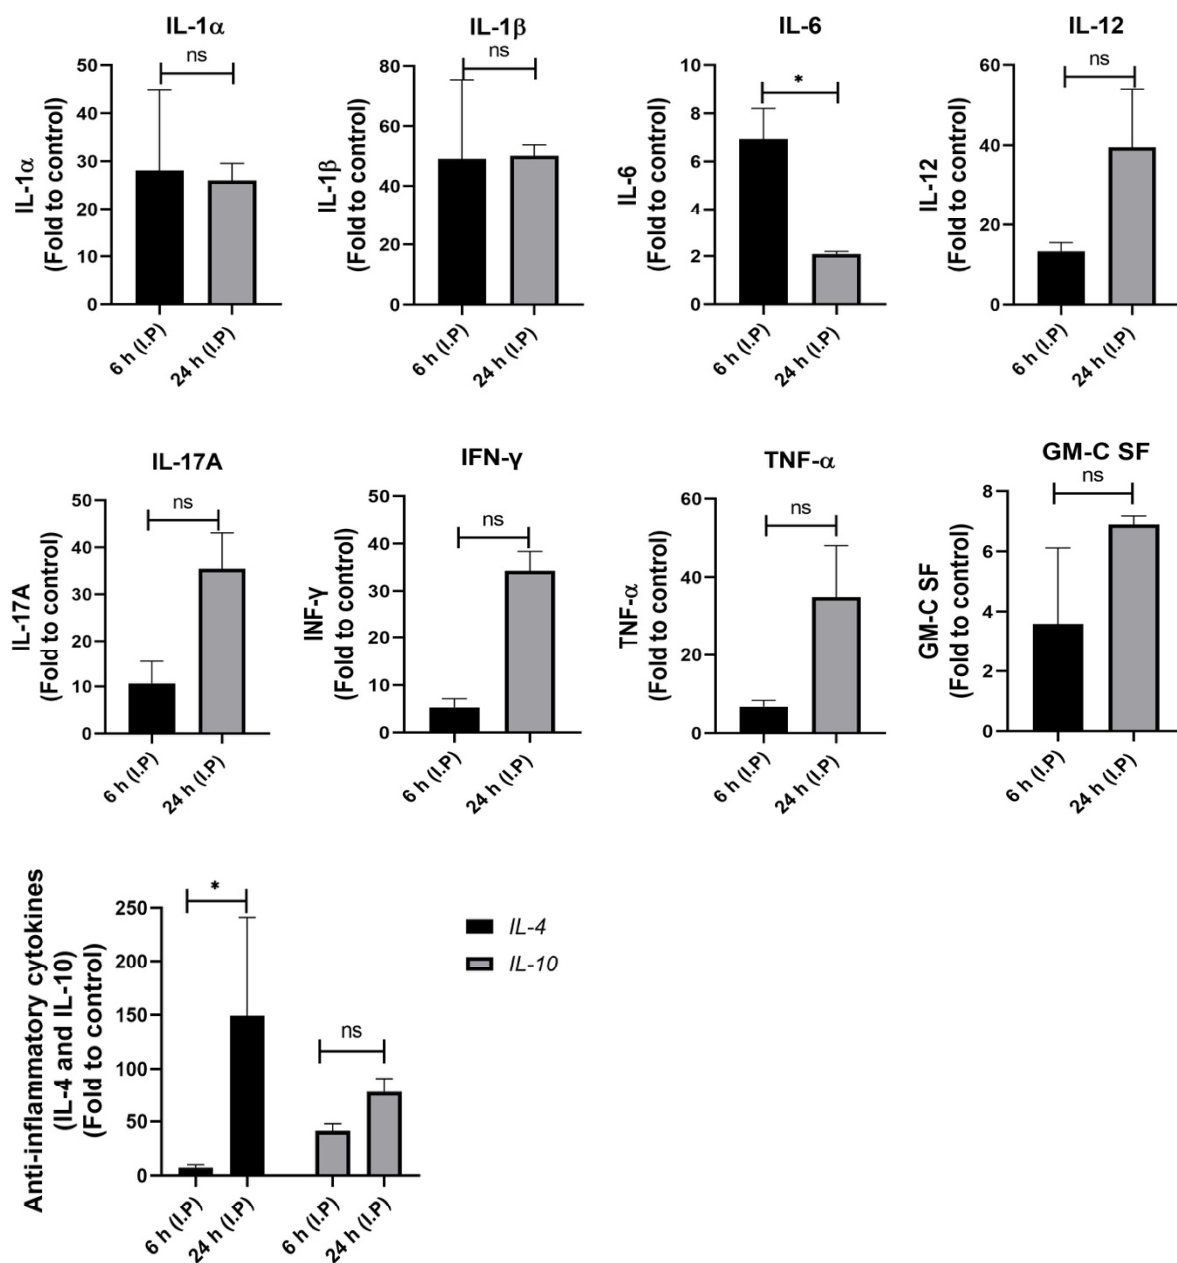 IL-1α
ns
IL-1α
(Fold to control)
50
40
30
20
10
0
6 h (I.P)
24 h (I.P)
IL-1β
ns
IL-1β
(Fold to control)
80
60
40
20
0
6 h (I.P)
24 h (I.P)
IL-6
*
IL-6
(Fold to control)
10
8
6
4
2
0
6 h (I.P)
24 h (I.P)
IL-12
ns
IL-12
(Fold to control)
60
40
20
0
6 h (I.P)
24 h (I.P)
IL-17A
ns
IL-17A
(Fold to control)
50
40
30
20
10
0
6 h (I.P)
24 h (I.P)
IFN-γ
ns
INF-γ
(Fold to control)
50
40
30
20
10
0
6 h (I.P)
24 h (I.P)
TNF-α
ns
TNF-α
(Fold to control)
60
40
20
0
6 h (I.P)
24 h (I.P)
GM-C SF
ns
GM-C SF
(Fold to control)
8
6
4
2
0
6 h (I.P)
24 h (I.P)
Anti-inflammatory cytokines
(IL-4 and IL-10)
(Fold to control)
250
200
150
100
50
0
*
ns
6 h (I.P)
24 h (I.P)
6 h (I.P)
24 h (I.P)
IL-4
IL-10